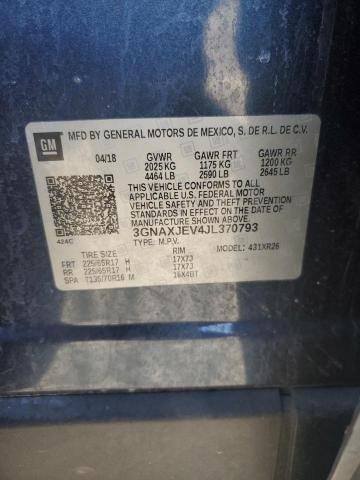 GM
MFD BY GENERAL MOTORS DE MEXICO, S. DE R.L. DE C.V.
04/18 GVWR GAWR FRT GAWR RR
2025 KG 1175 KG 1200 KG
4464 LB 2590 LB 2645 LB
THIS VEHICLE CONFORMS TO ALL
APPLICABLE U.S. FEDERAL MOTOR
VEHICLE SAFETY, BUMPER, AND THEFT
PREVENTION STANDARDS IN EFFECT ON
THE DATE OF MANUFACTURE SHOWN ABOVE.
3GNAXJEV4JL370793
424C TYPE: M.P.V. MODEL: 431XR26
TIRE SIZE RIM
FRT 225/65R17 H 17X7J
RR 225/65R17 H 17X7J
SPA T135/70R16 M 16X4BT